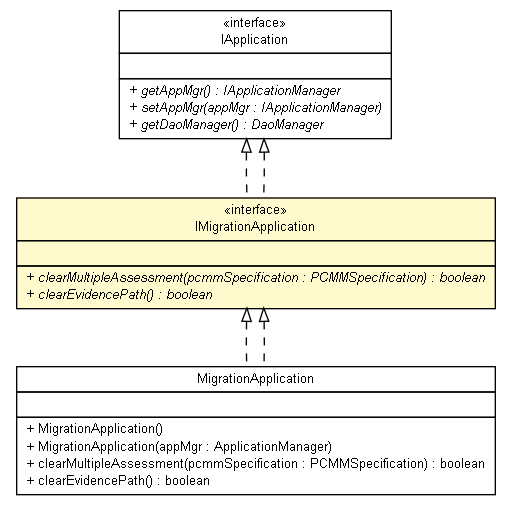 «interface»
IApplication
+ getAppMgr() : IApplicationManager
+ setAppMgr(appMgr : IApplicationManager)
+ getDaoManager() : DaoManager
«interface»
IMigrationApplication
+ clearMultipleAssessment(pcmmSpecification : PCMMSpecification) : boolean
+ clearEvidencePath() : boolean
MigrationApplication
+ MigrationApplication()
+ MigrationApplication(appMgr : ApplicationManager)
+ clearMultipleAssessment(pcmmSpecification : PCMMSpecification) : boolean
+ clearEvidencePath() : boolean